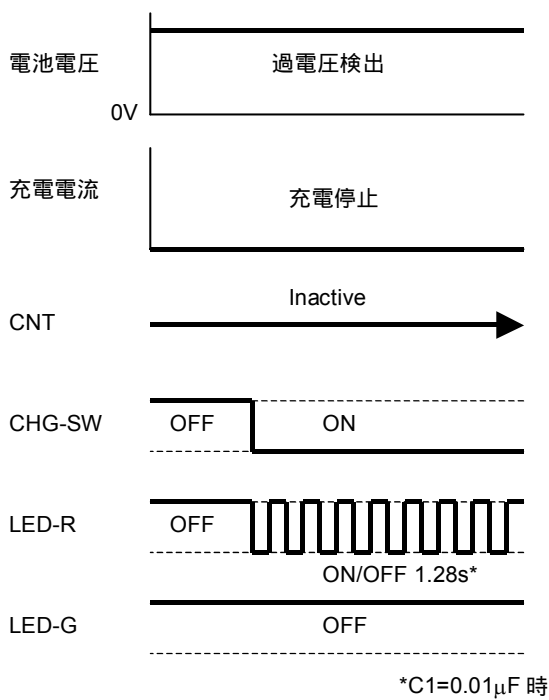 電池電圧
過電圧検出
0V
充電電流
充電停止
Inactive
CNT
CHG-SW
OFF
ON
LED-R
OFF
ON/OFF 1.28s*
LED-G
OFF
*C1=0.01μF 時